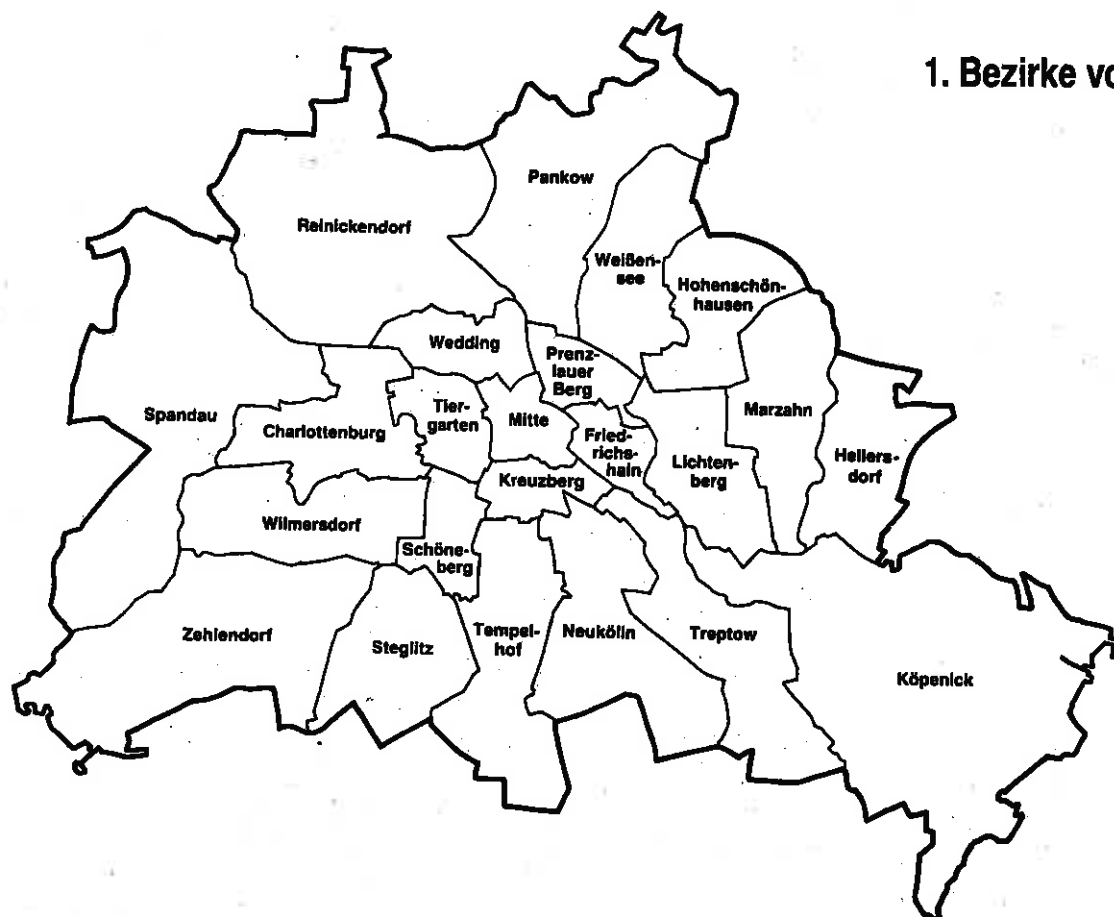 1. Bezirke vo
Pankow
Reinickendorf
Weißen-
see
Hohenschön-
hausen
Wedding
Prenz-
lauer
Berg
Spandau
Charlottenburg
Tier-
garten
Mitte
Fried-
richs-
hain
Marzahn
Lichten-
berg
Hellers-
dorf
Kreuzberg
Wilmersdorf
Schöne-
berg
Zehlendorf
Steglitz
Tempel-
hof
Neukölln
Treptow
Köpenick